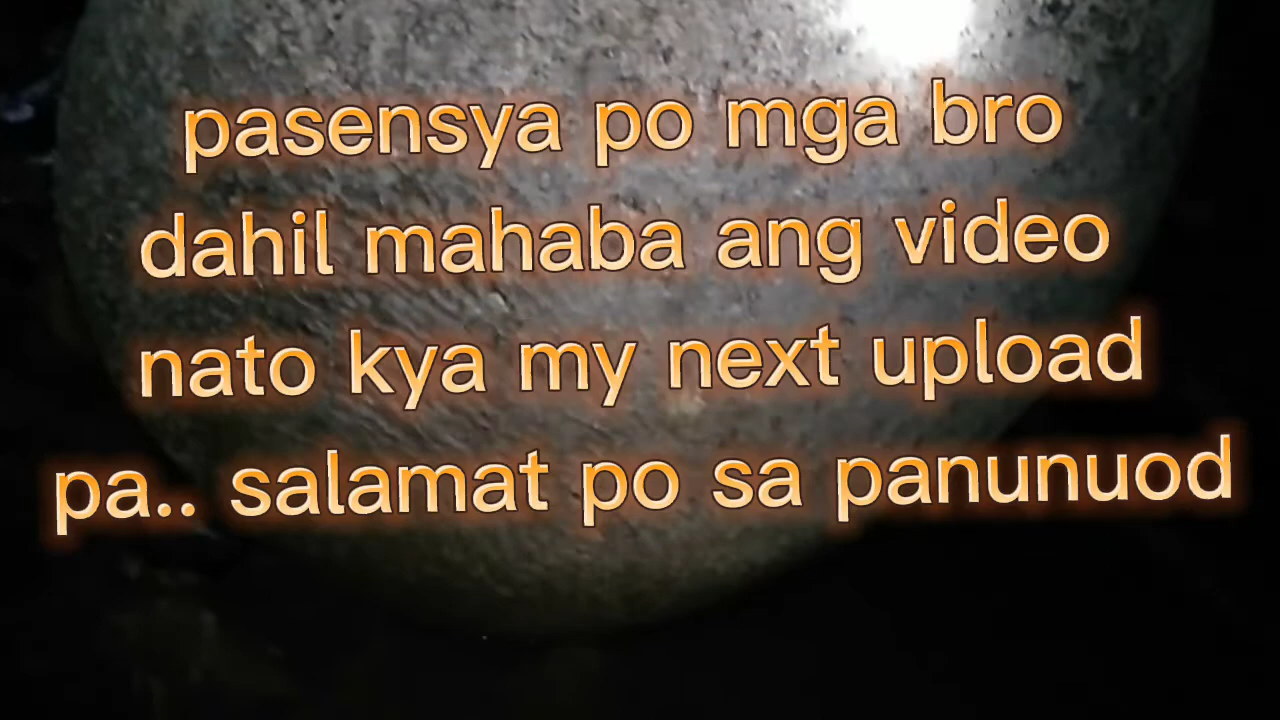 pasensya po mga bro
dahil mahaba ang video
nato kya my next upload
pa.. salamat po sa panunuod